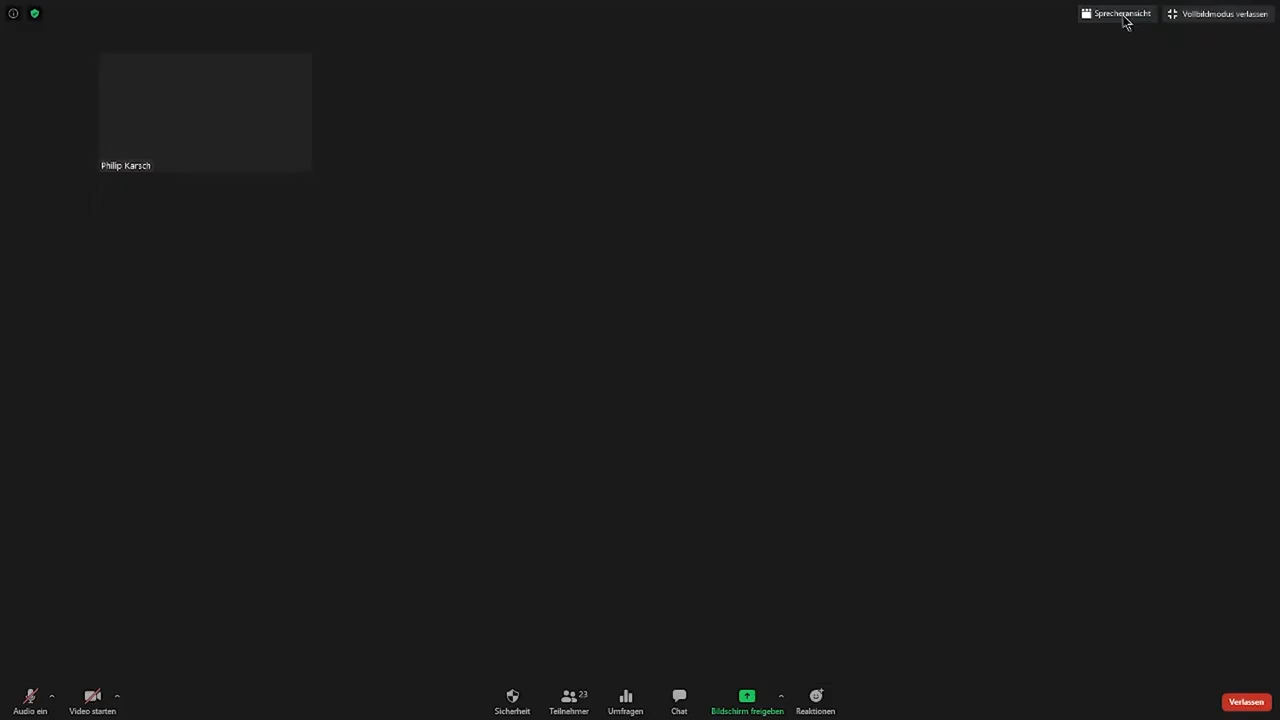 Sprecheransicht
Vollbildmodus verlassen
Philip Karsch
Audio ein
Video starten
Sicherheit
23
Teilnehmer
Umfragen
Chat
Bildschirm freigeben
Reaktionen
Verlassen